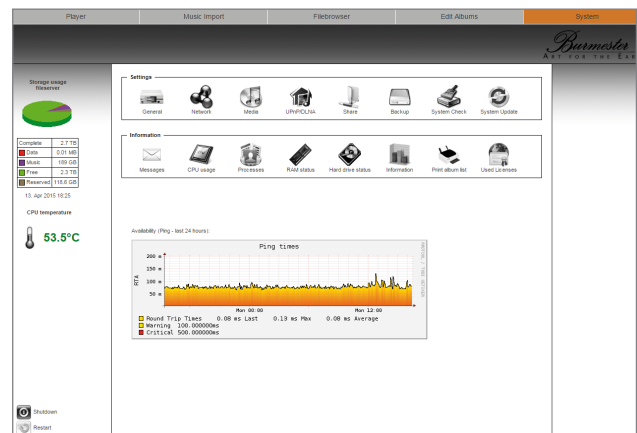 Player Music Import Filebrowser Edit Albums System
Burmester
ART FOR THE EAR
Storage usage
fileserver
Complete 2.7 TB
Data 0.01 MB
Music 169 GB
Free 2.3 TB
Reserved 118.6 GB
13. Apr 2015 18:25
CPU temperature
53.5°C
Settings
General Network Media UPnP/DLNA Share Backup System Check System Update
Information
Messages CPU usage Processes RAM status Hard drive status Information Print album list Used Licenses
Availability (Ping - last 24 hours):
Ping times
200 m
150 m
100 m
50 m
RTA
Mon 00:00 Mon 12:00
Round Trip Times 0.08 ms Last 0.13 ms Max 0.08 ms Average
Warning 100.000000ms
Critical 500.000000ms
Shutdown
Restart